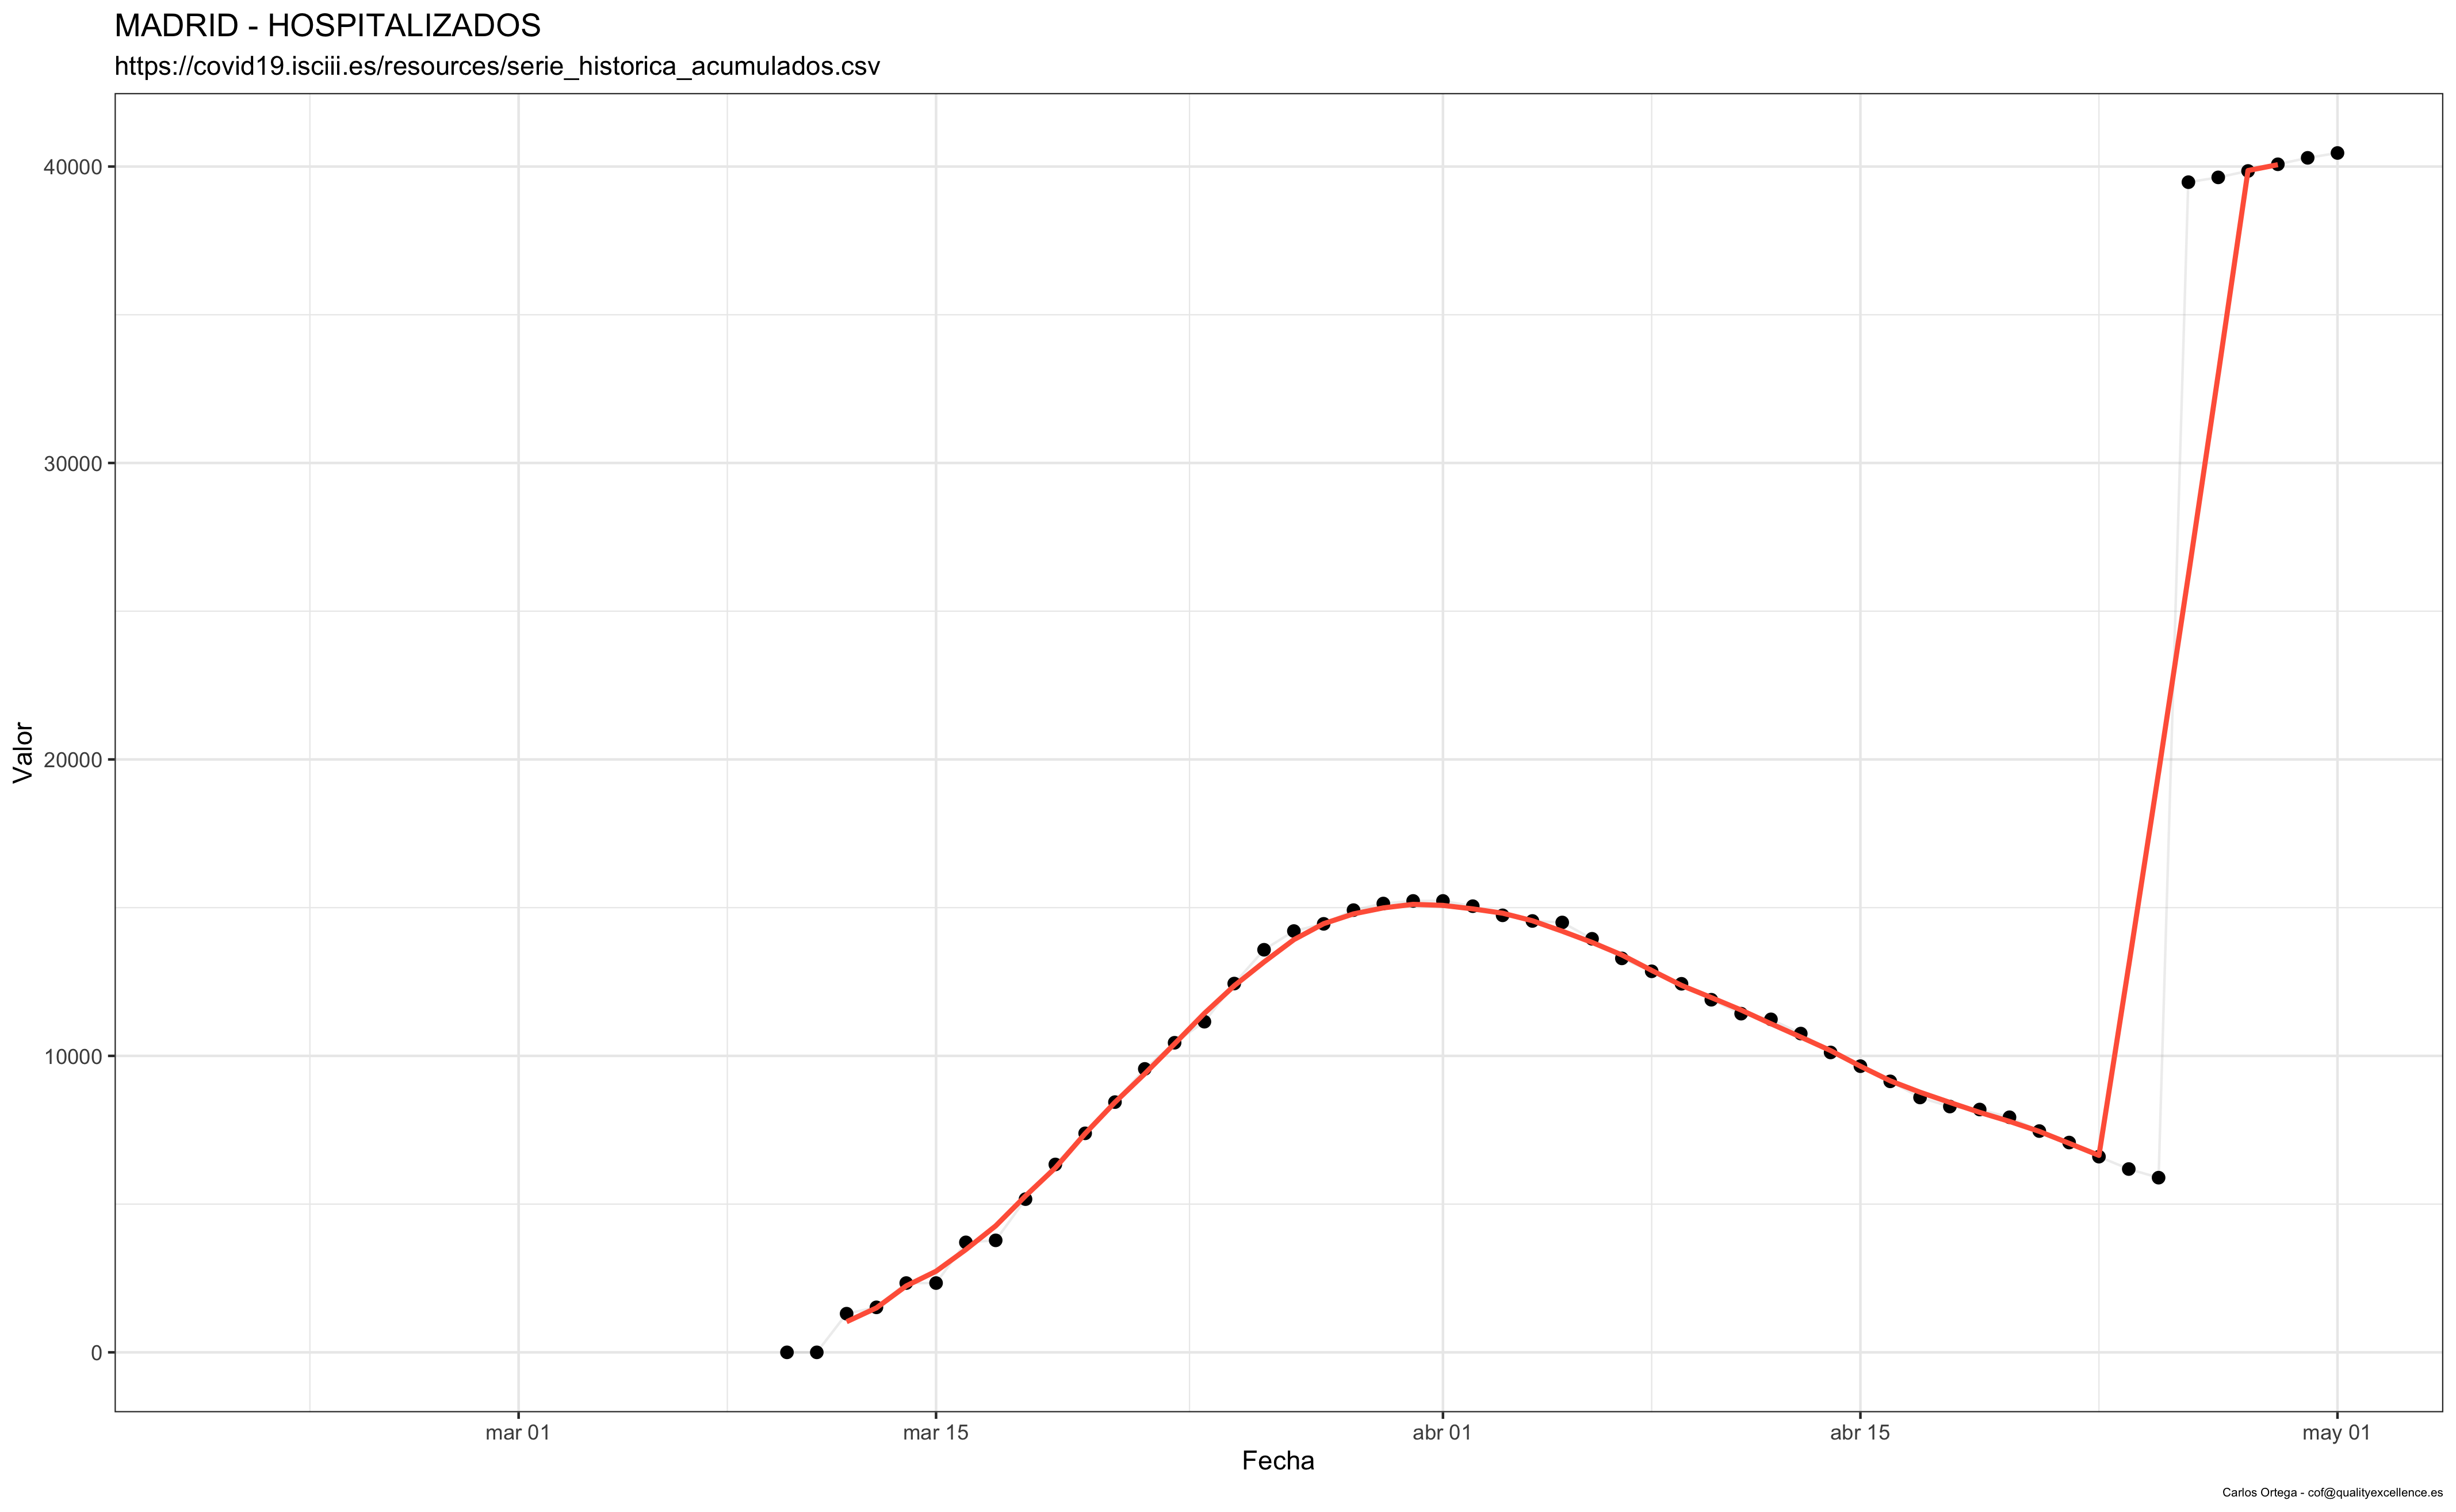 MADRID - HOSPITALIZADOS
https://covid19.isciii.es/resources/serie_historica_acumulados.csv
Valor
40000
30000
20000
10000
0
mar 01
mar 15
abr 01
abr 15
may 01
Fecha
Carlos Ortega - cof@qualityexcellence.es